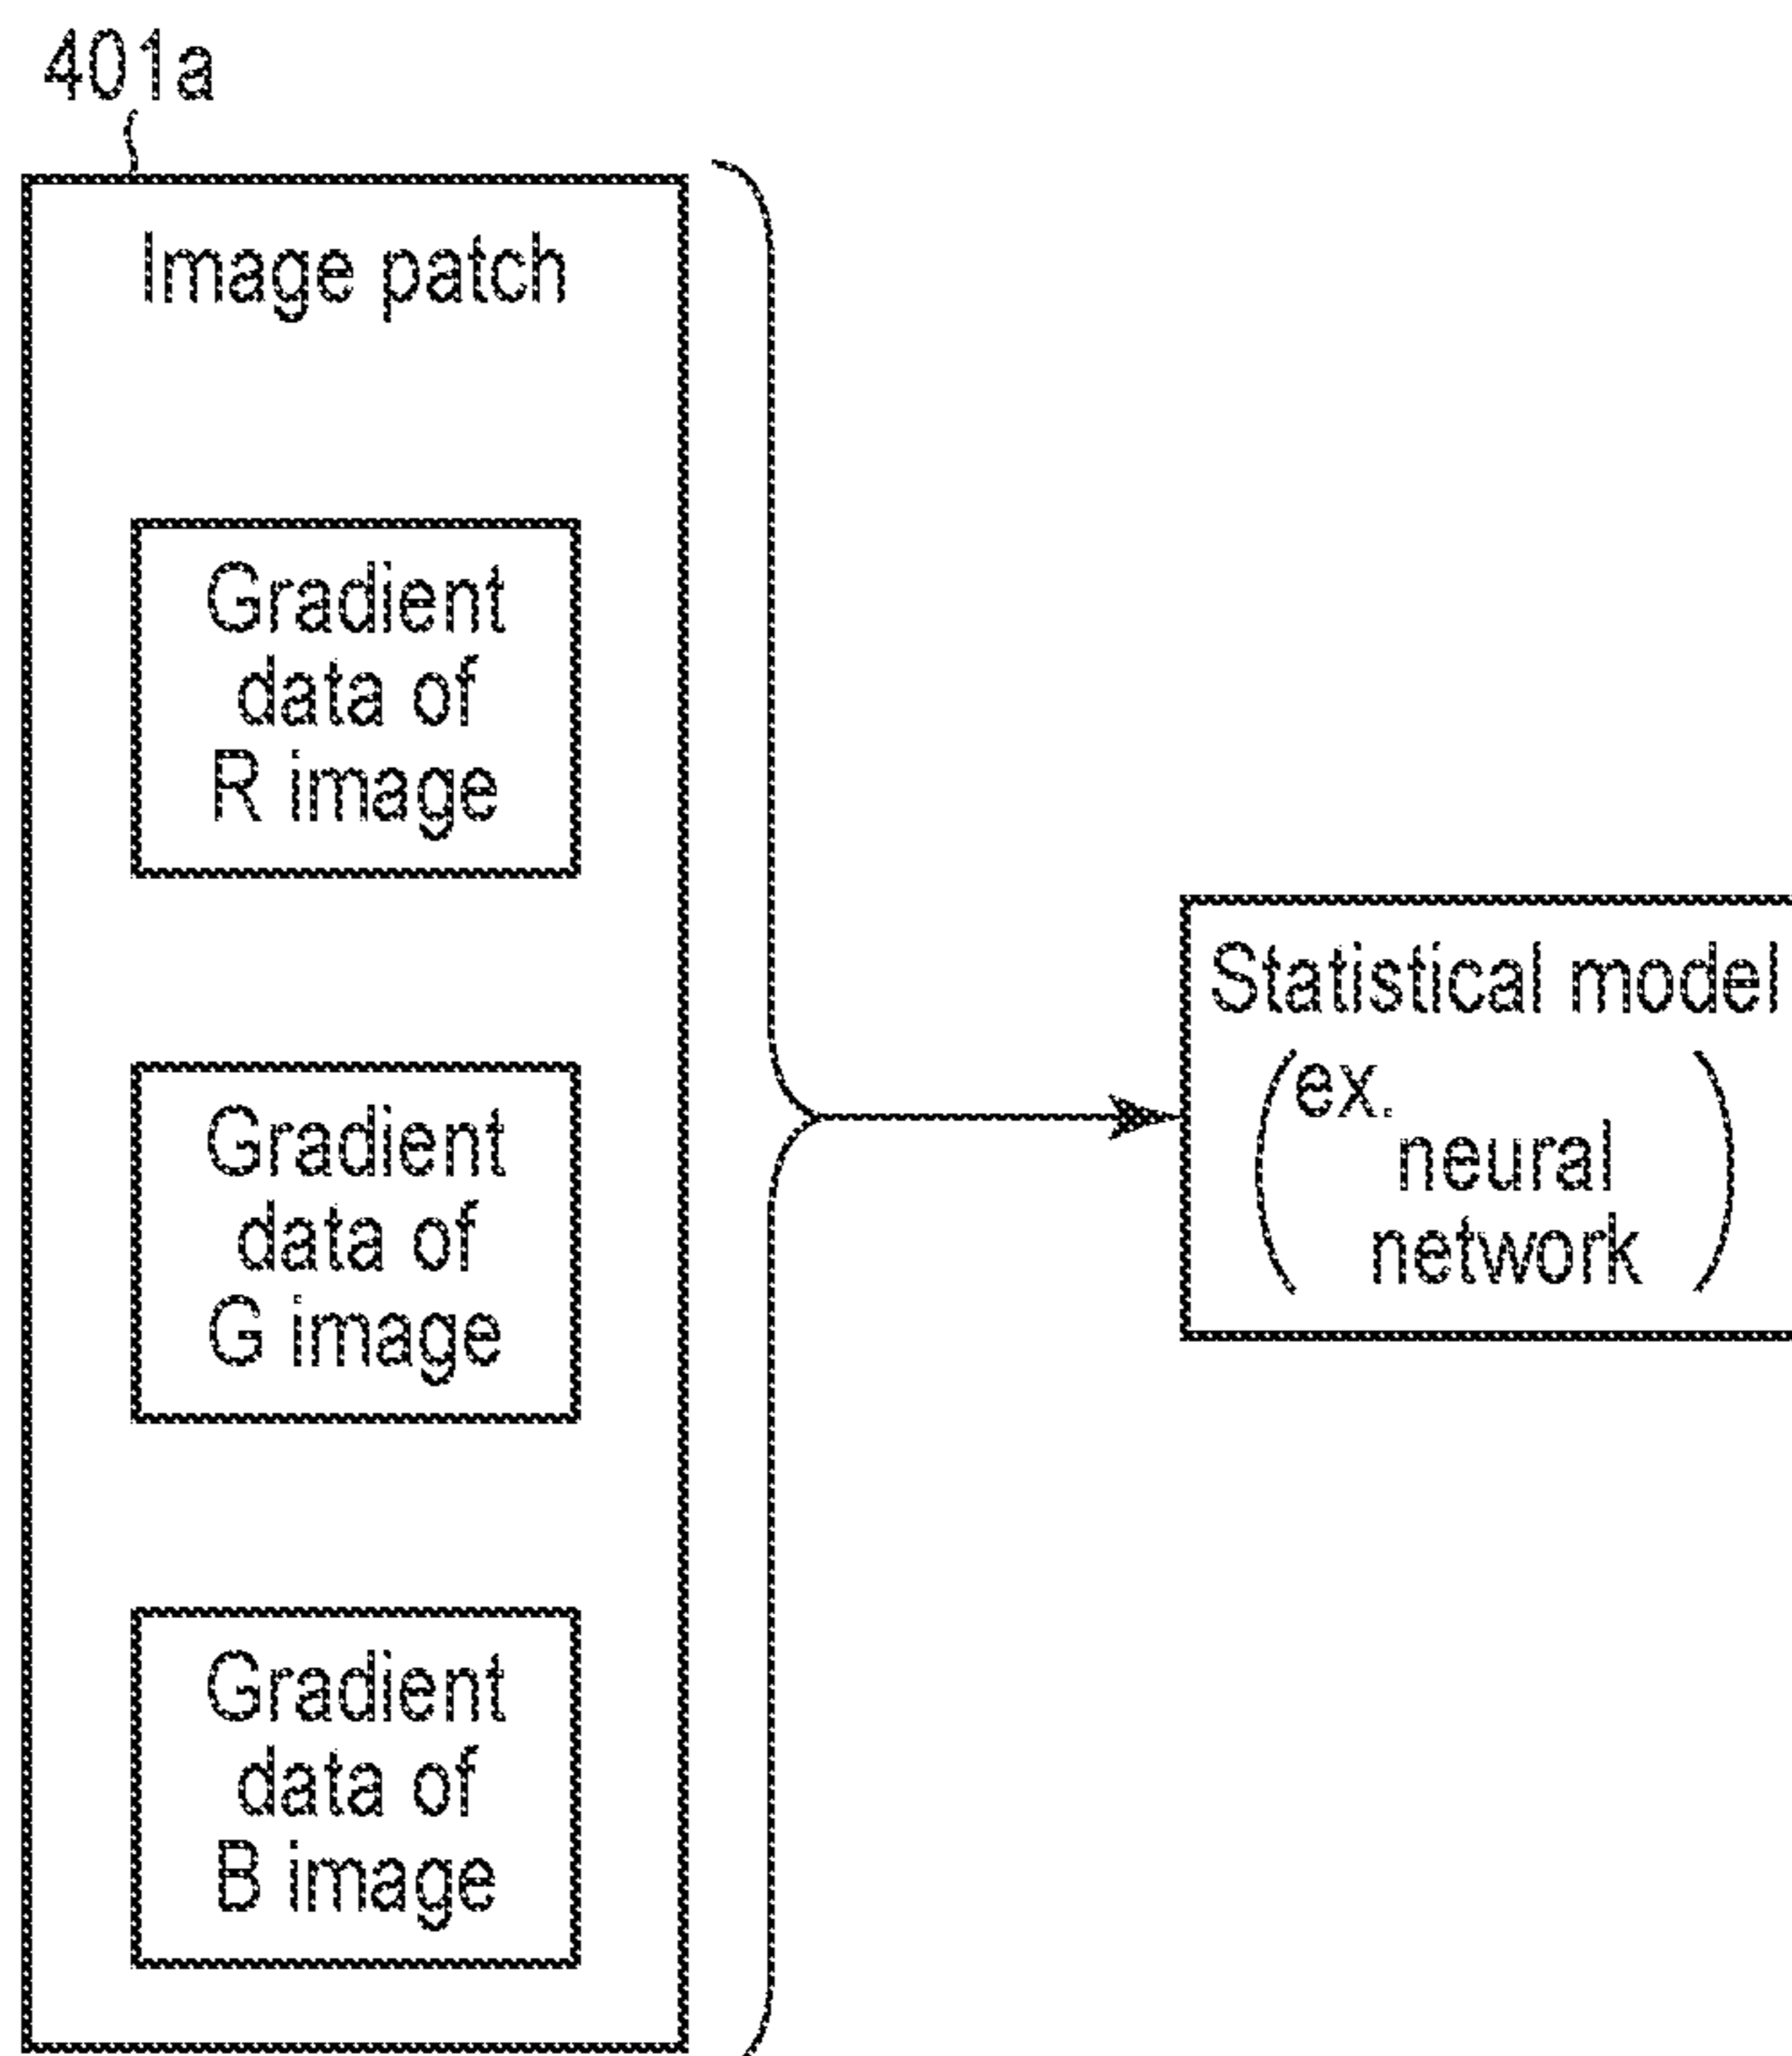 401a
Image patch
Gradient
data of
R image
Gradient
data of
G image
Gradient
data of
B image
Statistical model
(ex.
neural
network)